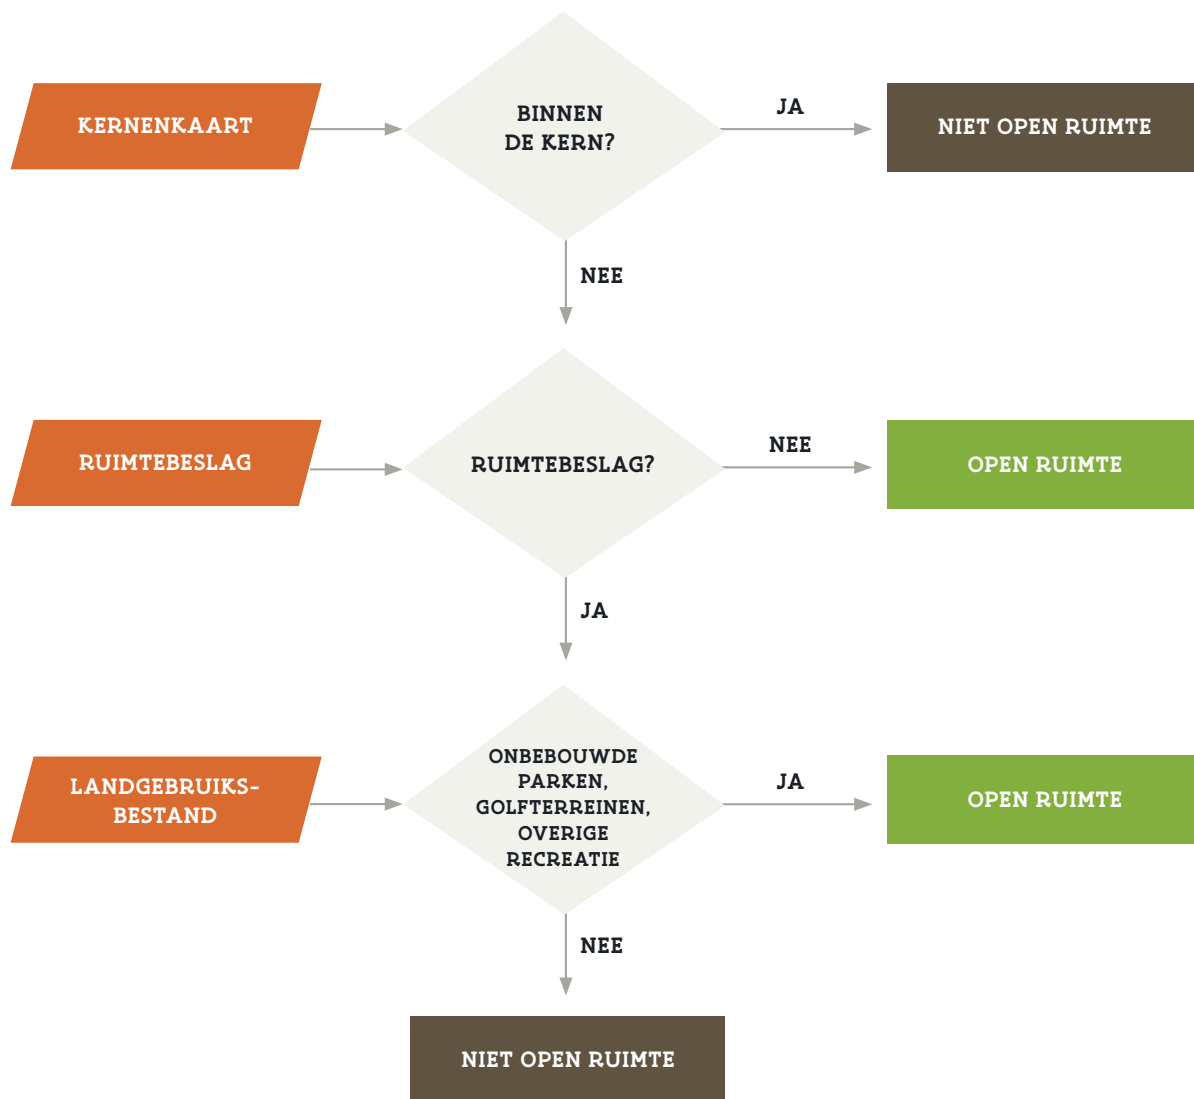 KERNENKAART
BINNEN
DE KERN?
JA
NIET OPEN RUIMTE
NEE
RUIMTEBESLAG
RUIMTEBESLAG?
NEE
OPEN RUIMTE
JA
LANDGEBRUIKS-
BESTAND
ONBEBOUWDE
PARKEN,
GOLFTERREINEN,
OVERIGE
RECREATIE
JA
OPEN RUIMTE
NEE
NIET OPEN RUIMTE